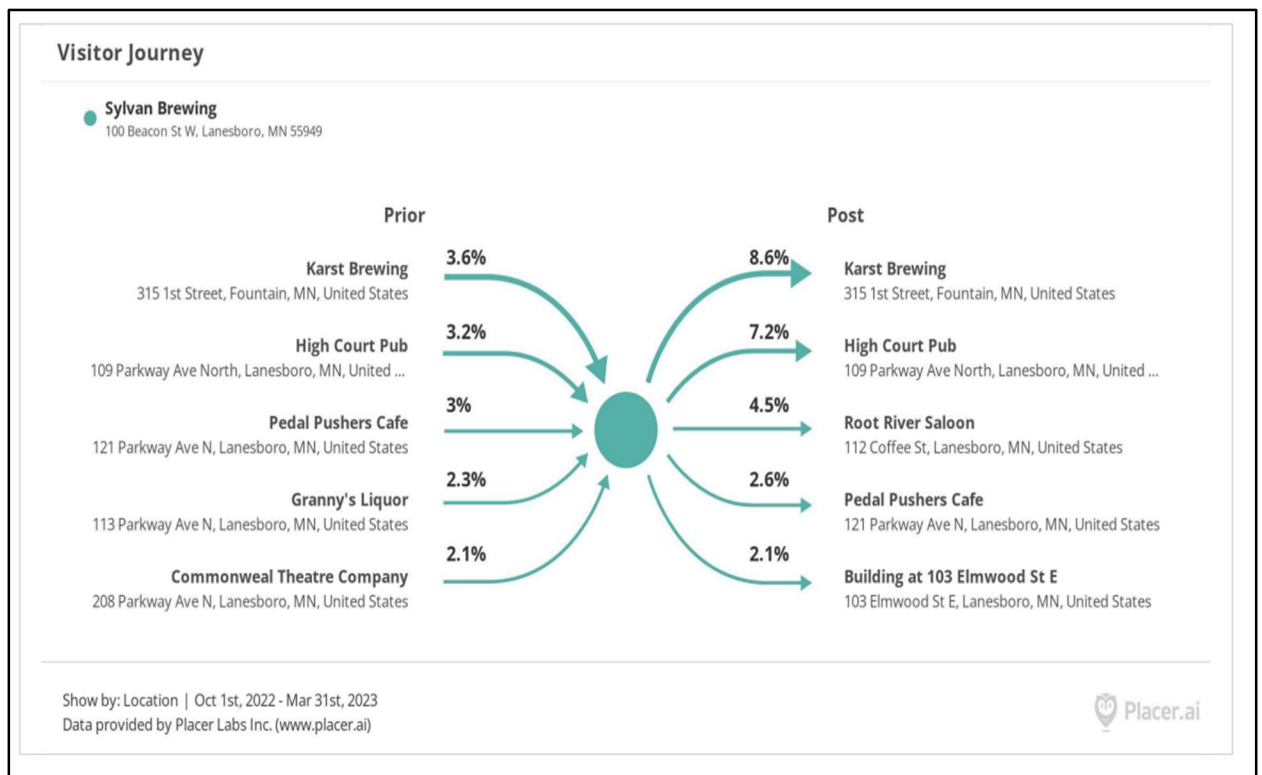 Visitor Journey
Sylvan Brewing
100 Beacon St W, Lanesboro, MN 55949
Prior
Karst Brewing
315 1st Street, Fountain, MN, United States
3.6%
High Court Pub
109 Parkway Ave North, Lanesboro, MN, United ...
3.2%
Pedal Pushers Cafe
121 Parkway Ave N, Lanesboro, MN, United States
3%
Granny's Liquor
113 Parkway Ave N, Lanesboro, MN, United States
2.3%
Commonweal Theatre Company
208 Parkway Ave N, Lanesboro, MN, United States
2.1%
Post
8.6%
Karst Brewing
315 1st Street, Fountain, MN, United States
7.2%
High Court Pub
109 Parkway Ave North, Lanesboro, MN, United ...
4.5%
Root River Saloon
112 Coffee St, Lanesboro, MN, United States
2.6%
Pedal Pushers Cafe
121 Parkway Ave N, Lanesboro, MN, United States
2.1%
Building at 103 Elmwood St E
103 Elmwood St E, Lanesboro, MN, United States
Show by: Location | Oct 1st, 2022 - Mar 31st, 2023
Data provided by Placer Labs Inc. (www.placer.ai)
Placer.ai